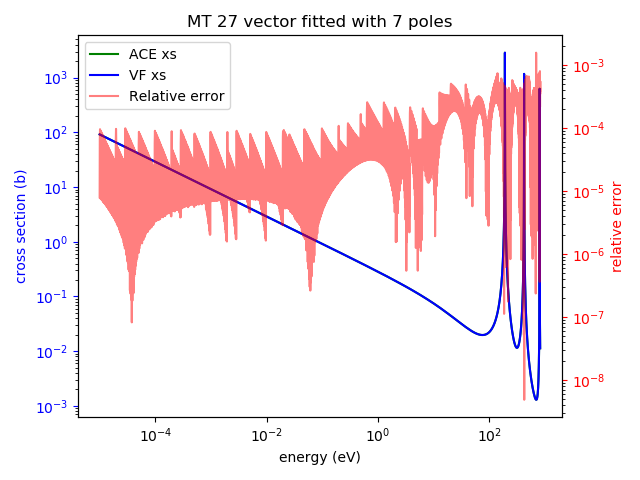 MT 27 vector fitted with 7 poles
ACE xs
VF xs
Relative error
cross section (b)
10³
10²
10¹
10⁰
10⁻¹
10⁻²
10⁻³
10⁻³
10⁻⁴
10⁻⁵
10⁻⁶
10⁻⁷
10⁻⁸
relative error
10⁻⁴
10⁻²
10⁰
10²
energy (eV)